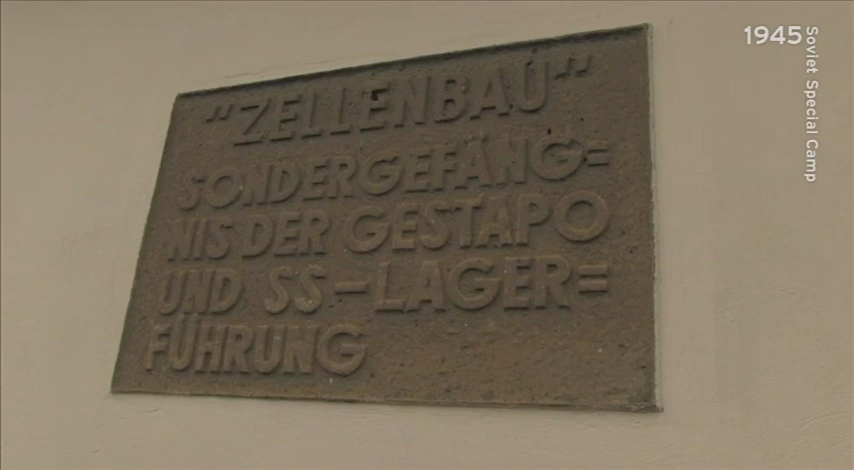 "ZELLENBAU"
SONDERGEFÄNG=
NIS DER GESTAPO
UND SS-LAGER=
FÜHRUNG
1945
Soviet Special Camp